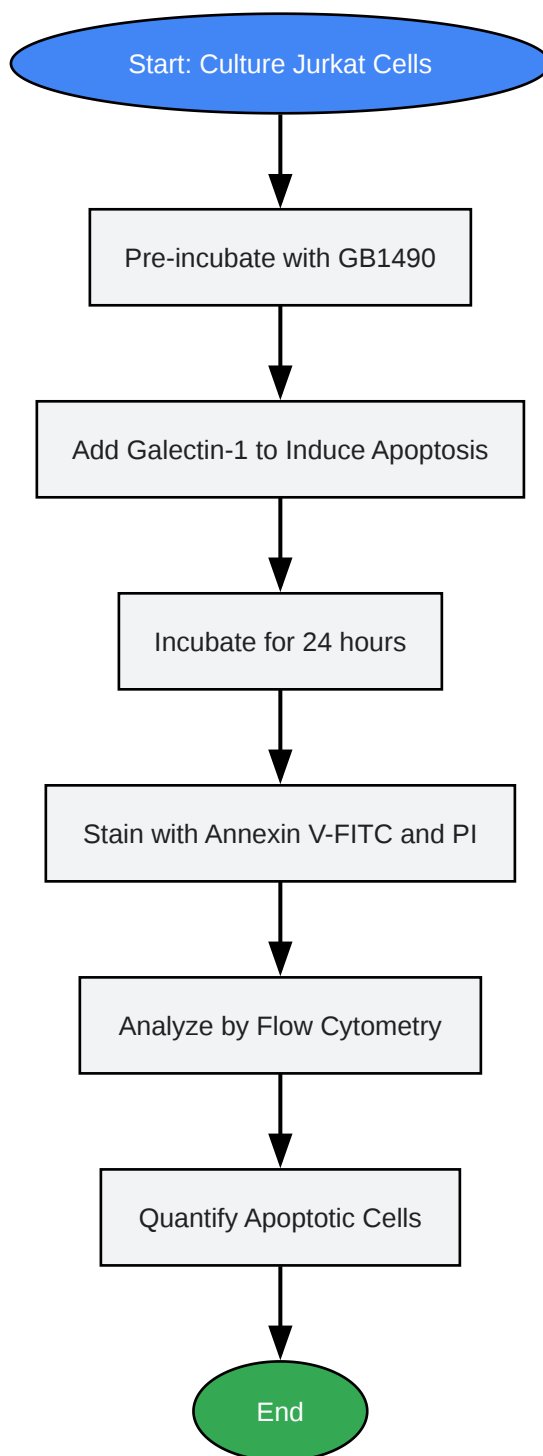 Start: Culture Jurkat Cells
Pre-incubate with GB1490
Add Galectin-1 to Induce Apoptosis
Incubate for 24 hours
Stain with Annexin V-FITC and PI
Analyze by Flow Cytometry
Quantify Apoptotic Cells
End